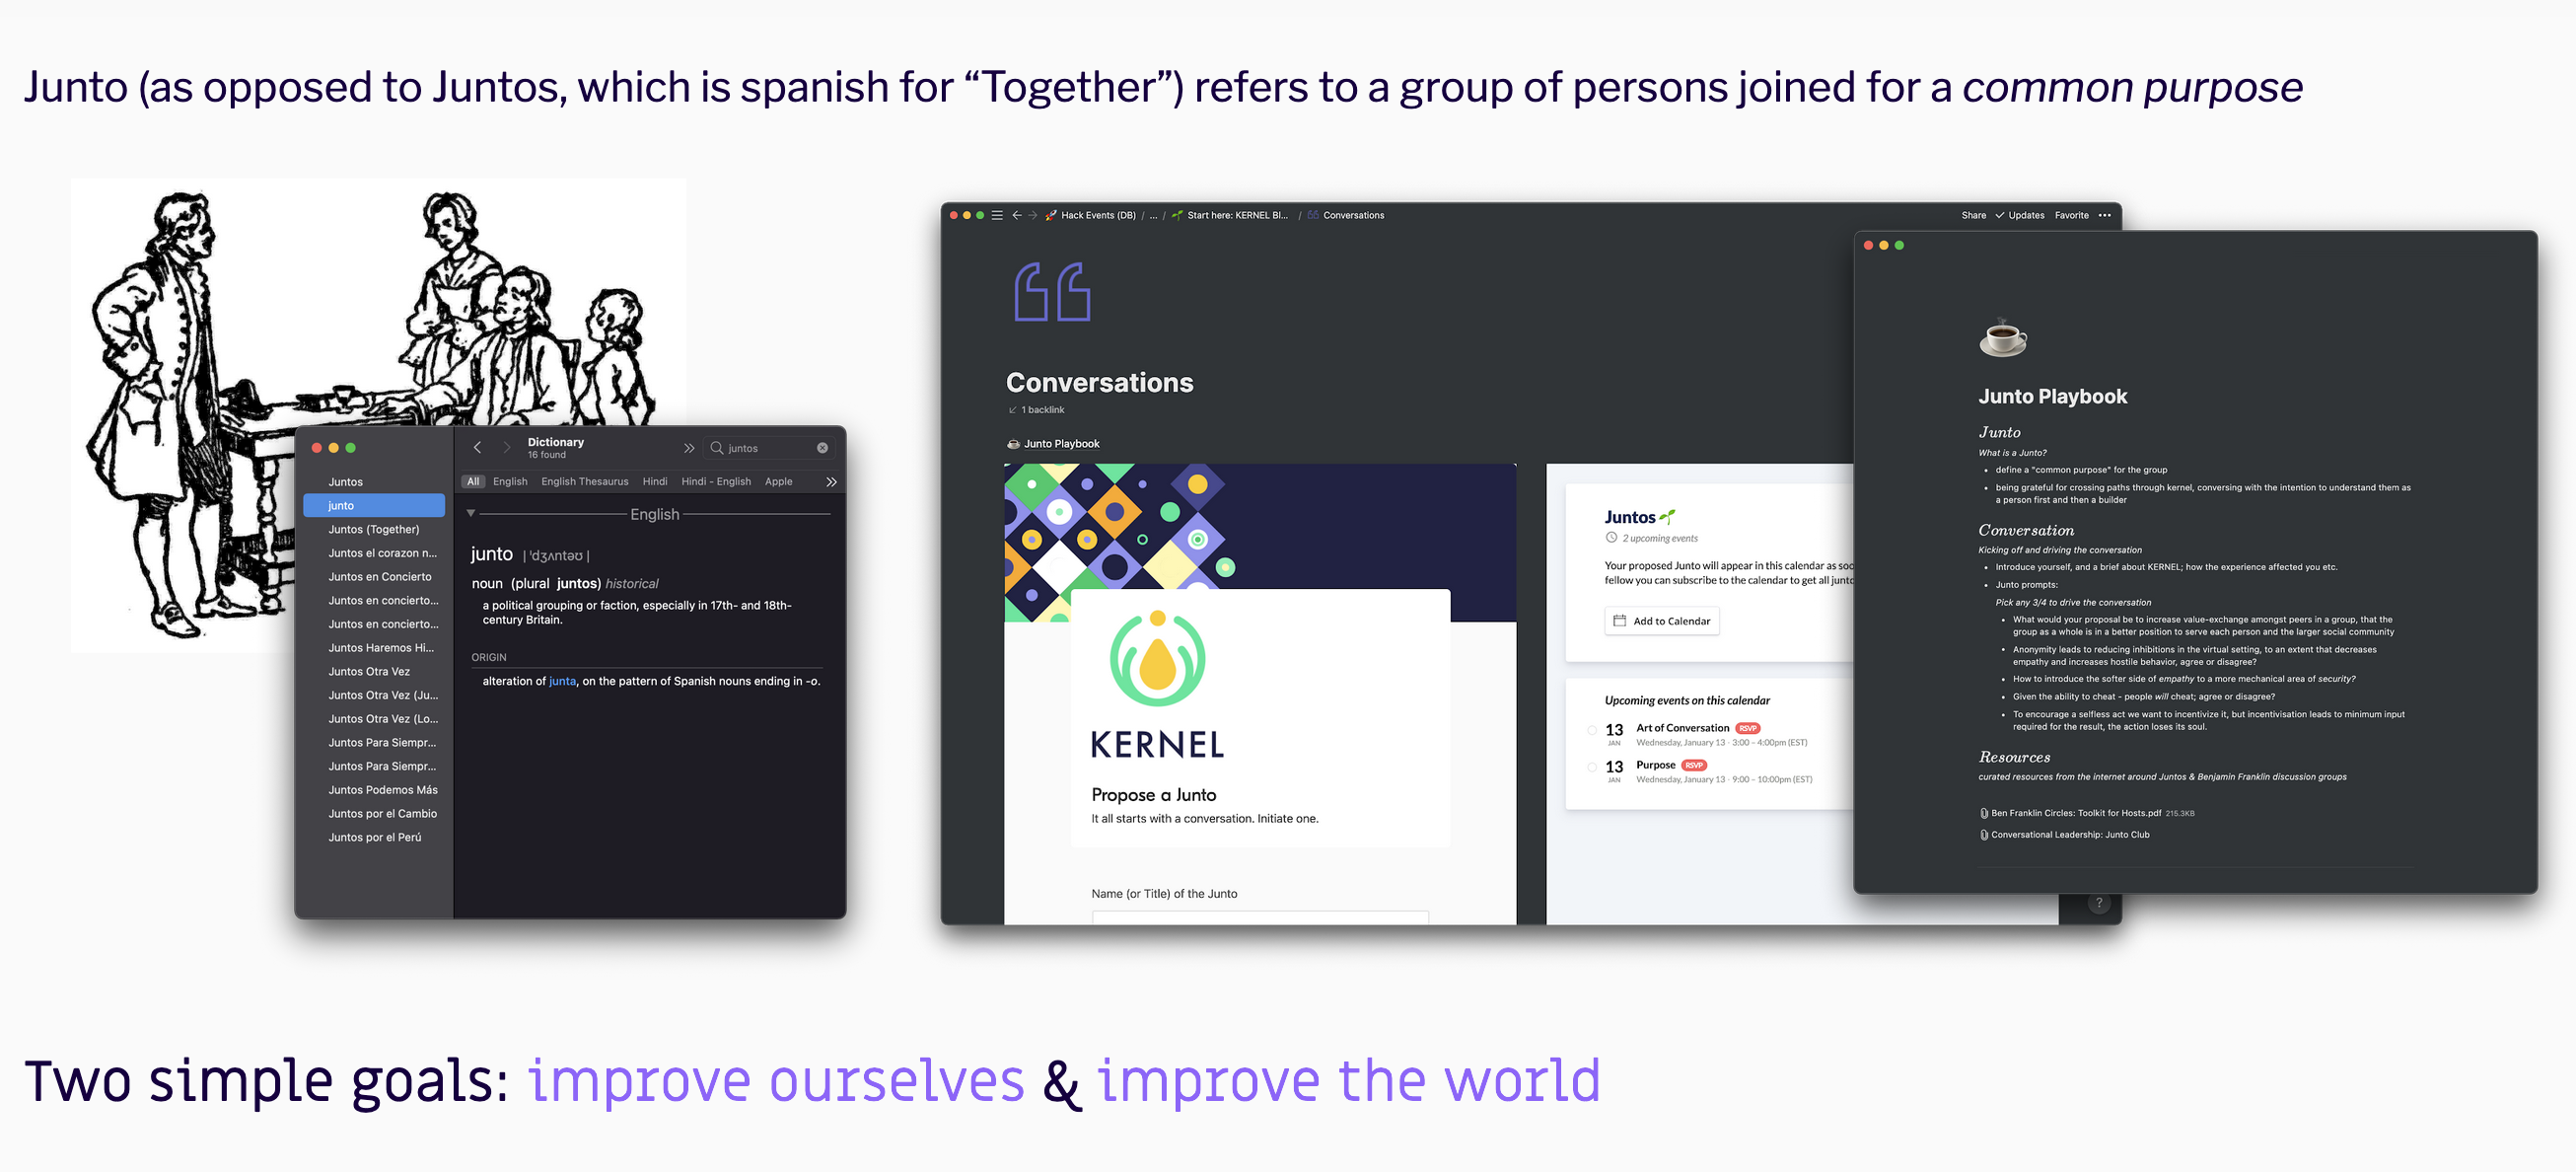 Junto (as opposed to Juntos, which is spanish for “Together”) refers to a group of persons joined for a common purpose
Dictionary
16 found
juntos
Juntos
junto
Juntos (Together)
Juntos el corazon n...
Juntos en Concierto
Juntos en concierto...
Juntos en concierto...
Juntos Haremos Hi...
Juntos Otra Vez
Juntos Otra Vez (Ju...
Juntos Otra Vez (Lo...
Juntos Para Siempr...
Juntos Para Siempr...
Juntos Podemos Más
Juntos por el Cambio
Juntos por el Perú
All English English Thesaurus Hindi Hindi - English Apple
English
junto | ˈdʒʌntəʊ |
noun (plural juntos) historical
a political grouping or faction, especially in 17th- and 18th-
century Britain.
ORIGIN
alteration of junta, on the pattern of Spanish nouns ending in -o.
Hack Events (DB) / ... / Start here: KERNEL Bl... / Conversations
Share Updates Favorite
Conversations
1 backlink
Junto Playbook
KERNEL
Propose a Junto
It all starts with a conversation. Initiate one.
Name (or Title) of the Junto
Juntos
2 upcoming events
Your proposed Junto will appear in this calendar as soo
fellow you can subscribe to the calendar to get all junto
Add to Calendar
Upcoming events on this calendar
13 JAN Art of Conversation RSVP
Wednesday, January 13 · 3:00 – 4:00pm (EST)
13 JAN Purpose RSVP
Wednesday, January 13 · 9:00 – 10:00pm (EST)
?
Junto Playbook
Junto
What is a Junto?
• define a "common purpose" for the group
• being grateful for crossing paths through kernel, conversing with the intention to understand them as
a person first and then a builder
Conversation
Kicking off and driving the conversation
• Introduce yourself, and a brief about KERNEL; how the experience affected you etc.
• Junto prompts:
Pick any 3/4 to drive the conversation
• What would your proposal be to increase value-exchange amongst peers in a group, that the
group as a whole is in a better position to serve each person and the larger social community
• Anonymity leads to reducing inhibitions in the virtual setting, to an extent that decreases
empathy and increases hostile behavior, agree or disagree?
• How to introduce the softer side of empathy to a more mechanical area of security?
• Given the ability to cheat - people will cheat; agree or disagree?
• To encourage a selfless act we want to incentivize it, but incentivisation leads to minimum input
required for the result, the action loses its soul.
Resources
curated resources from the internet around Juntos & Benjamin Franklin discussion groups
Ben Franklin Circles: Toolkit for Hosts.pdf 215.3KB
Conversational Leadership: Junto Club
Two simple goals: improve ourselves & improve the world